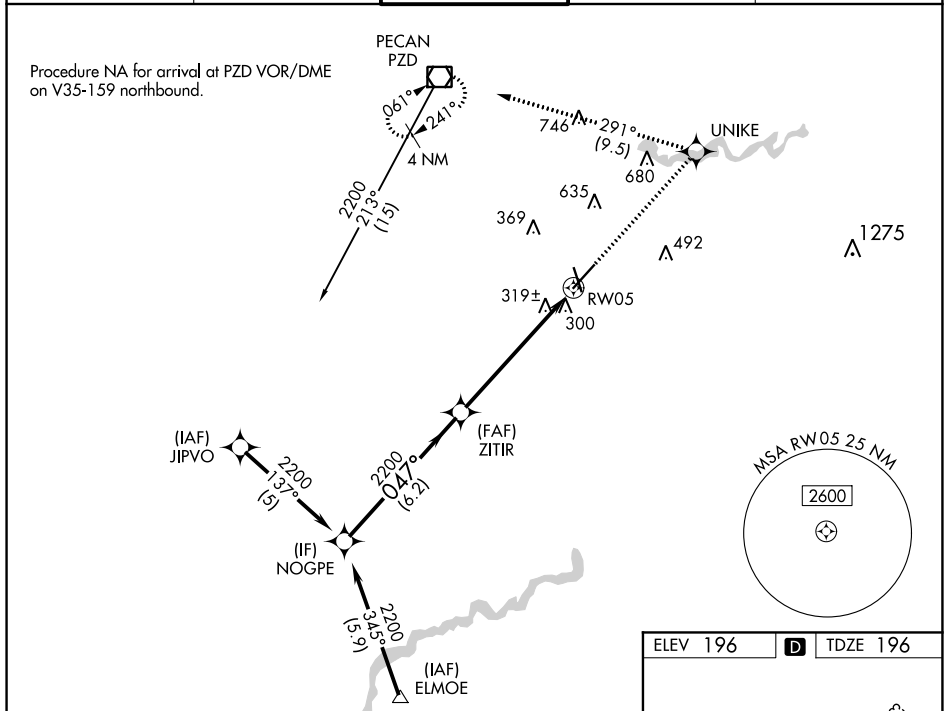 Procedure NA for arrival at PZD VOR/DME
on V35-159 northbound.
PECAN
PZD
061°
241°
4 NM
2200
213°
(15)
746
291°
(9.5)
UNIKE
680
635
369
492
1275
319±
RW05
300
(IAF)
JIPVO
2200
137°
(5)
2200
047°
(6.2)
(FAF)
ZITIR
(IF)
NOGPE
2200
345°
(5.9)
(IAF)
ELMOE
MSA RW05 25 NM
2600
ELEV 196 D TDZE 196